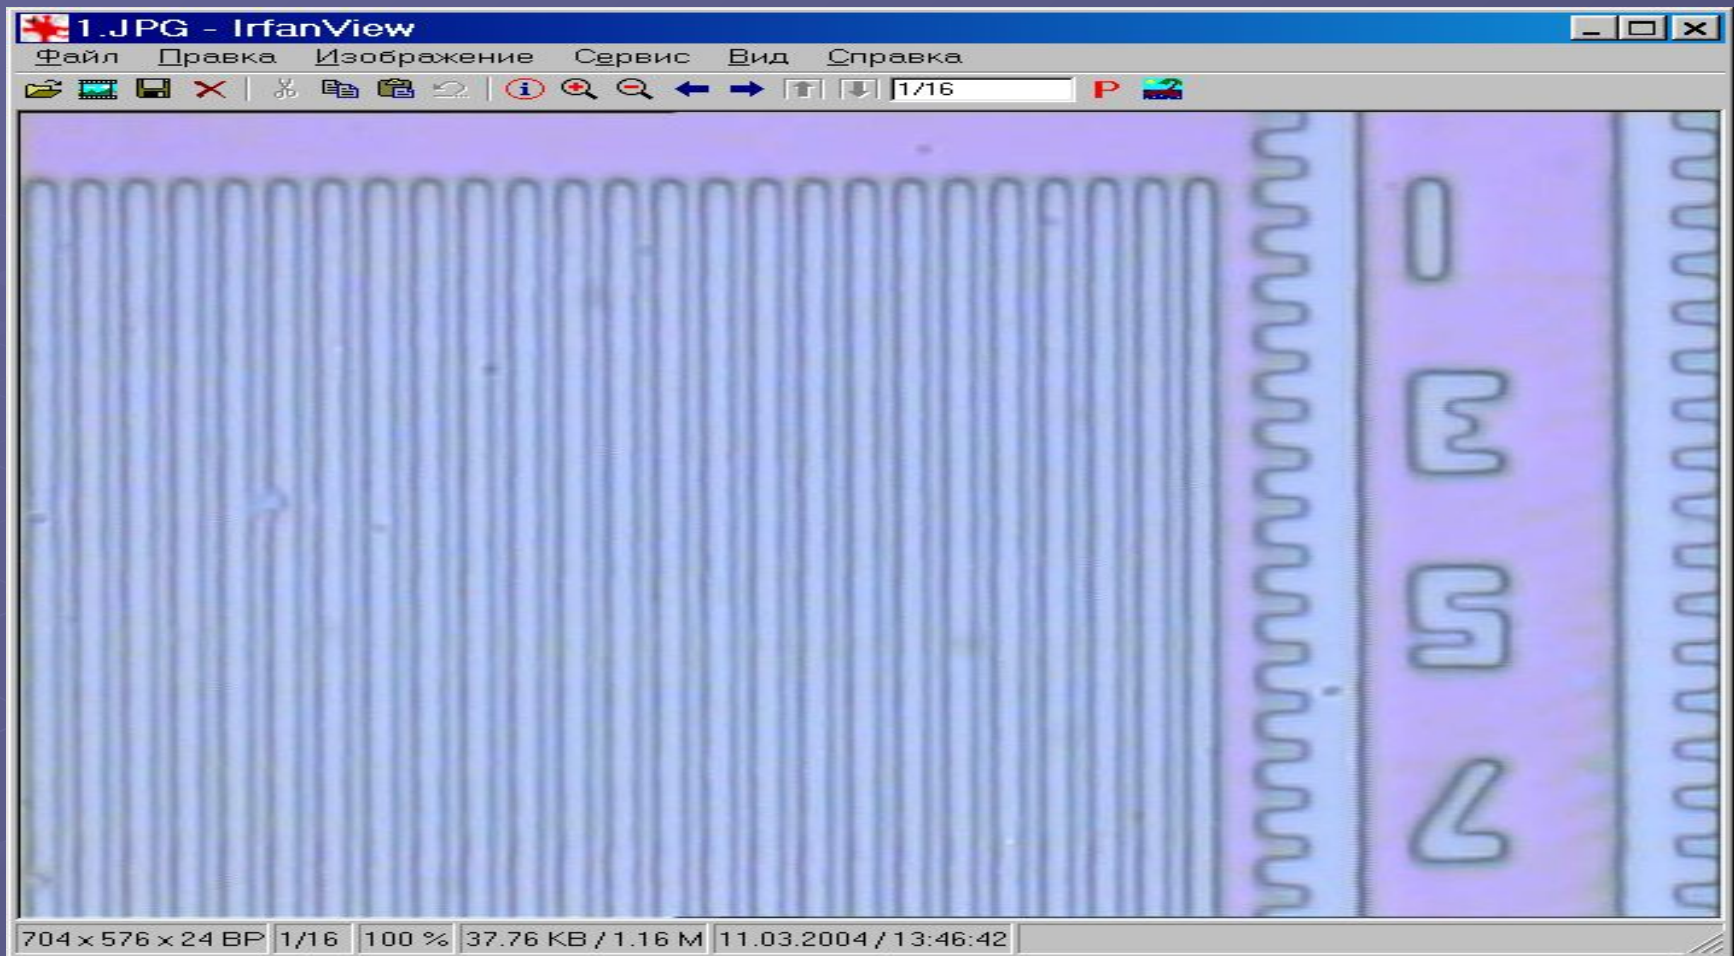 1.JPG - IrfanView
Файл Правка Изображение Сервис Вид Справка
1/16 P
I
E
704 x 576 x 24 BP 1/16 100 % 37.76 KB / 1.16 M 11.03.2004 / 13:46:42